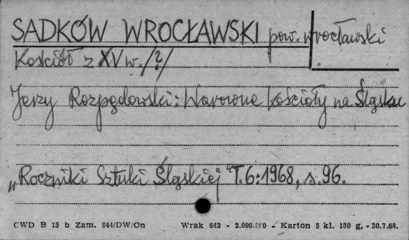 SADKÓW WROCŁAWSKI pow. wrocławski
Kościół z XV w. /?/
Jerzy Rozpędowski: Warowne kościoły na Śląsku
"Roczniki Sztuki Śląskiej" T.6:1968, s.96.
CWD B 15 b Zam. 844/DW/On Wrak 643 - 2.000.000 - Karton 5 kl. 180 g, - 30.7.68.